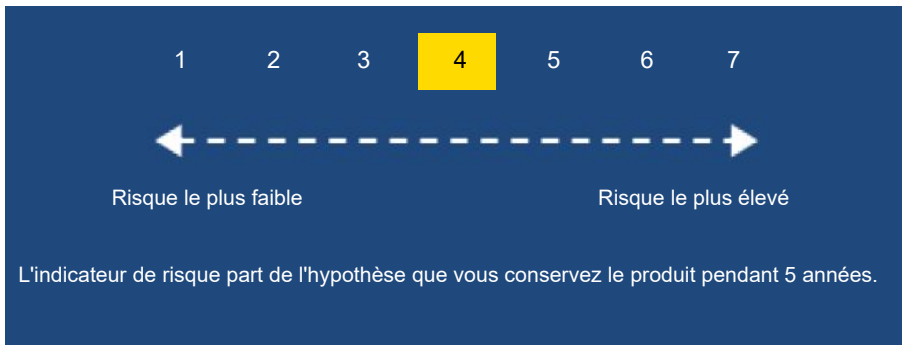 1 2 3 4 5 6 7
Risque le plus faible Risque le plus élevé
L'indicateur de risque part de l'hypothèse que vous conservez le produit pendant 5 années.